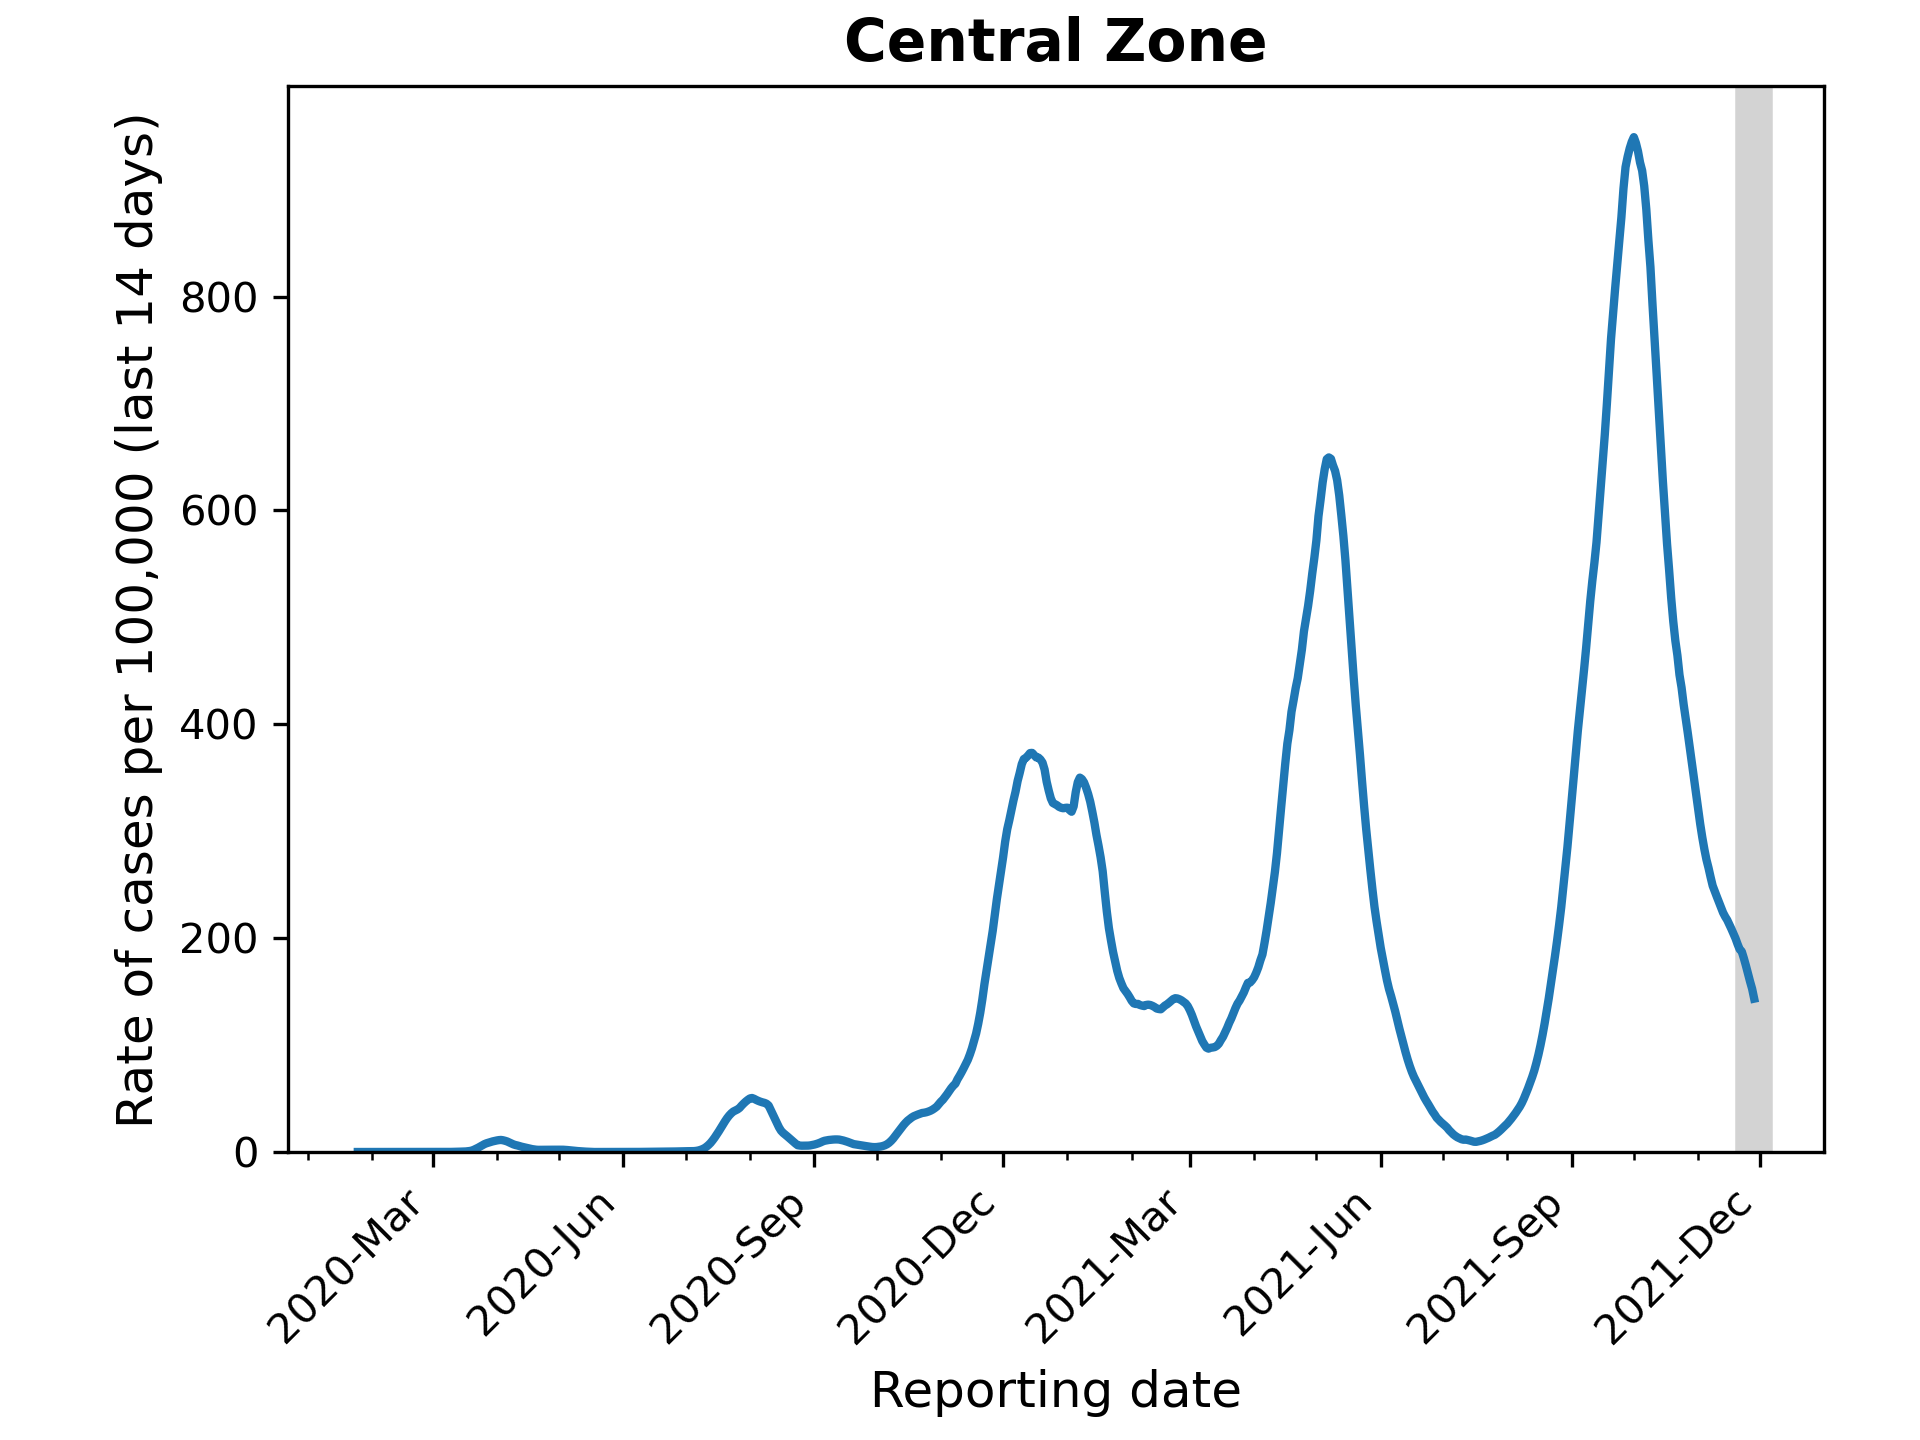 Central Zone
Rate of cases per 100,000 (last 14 days)
800
600
400
200
0
2020-Mar
2020-Jun
2020-Sep
2020-Dec
2021-Mar
2021-Jun
2021-Sep
2021-Dec
Reporting date